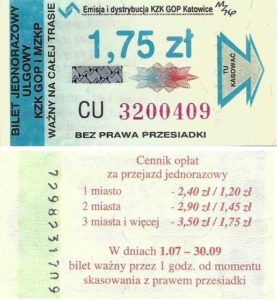 Emisja i dystrybucja KZK GOP Katowice
BILET JEDNORAZOWY
ULGOWY
KZK GOP i MZKP
WAŻNY NA CAŁEJ TRASIE
1,75 zł
TU
KASOWAĆ
CU 3200409
BEZ PRAWA PRZESIADKI
Cennik opłat
za przejazd jednorazowy
1 miasto - 2,40 zł / 1,20 zł
2 miasta - 2,90 zł / 1,45 zł
3 miasta i więcej - 3,50 zł / 1,75 zł
W dniach 1.07 - 30.09
bilet ważny przez 1 godz. od momentu
skasowania z prawem przesiadki
7298231709